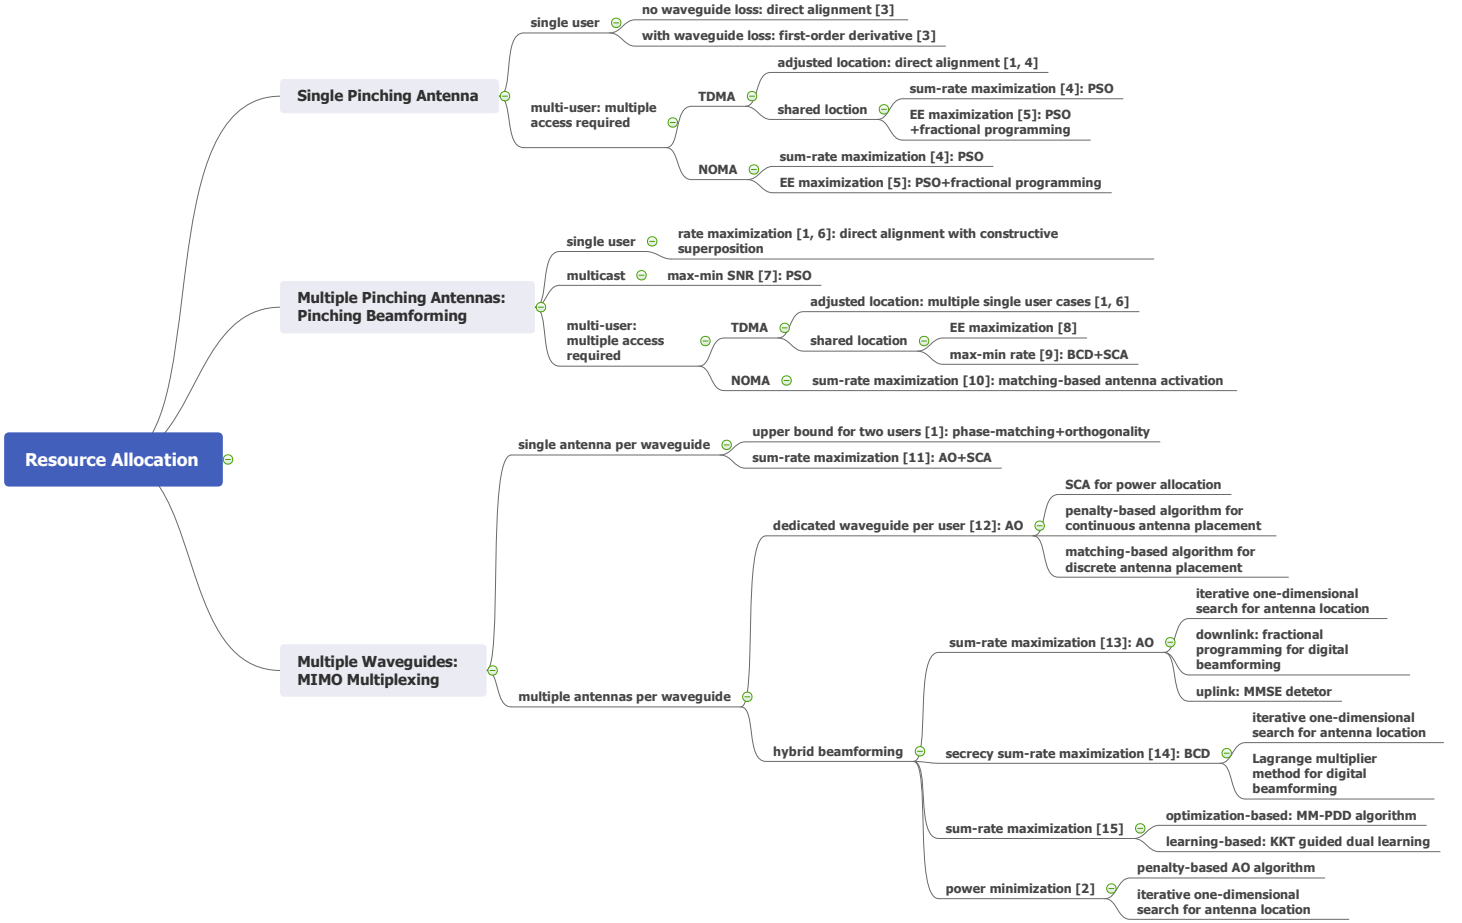 Resource Allocation
Single Pinching Antenna
single user
no waveguide loss: direct alignment [3]
with waveguide loss: first-order derivative [3]
multi-user: multiple
access required
TDMA
adjusted location: direct alignment [1, 4]
shared loction
sum-rate maximization [4]: PSO
EE maximization [5]: PSO
+fractional programming
NOMA
sum-rate maximization [4]: PSO
EE maximization [5]: PSO+fractional programming
Multiple Pinching Antennas:
Pinching Beamforming
single user
rate maximization [1, 6]: direct alignment with constructive
superposition
multicast
max-min SNR [7]: PSO
multi-user:
multiple access
required
TDMA
adjusted location: multiple single user cases [1, 6]
shared location
EE maximization [8]
max-min rate [9]: BCD+SCA
NOMA
sum-rate maximization [10]: matching-based antenna activation
Multiple Waveguides:
MIMO Multiplexing
single antenna per waveguide
upper bound for two users [1]: phase-matching+orthogonality
sum-rate maximization [11]: AO+SCA
multiple antennas per waveguide
dedicated waveguide per user [12]: AO
SCA for power allocation
penalty-based algorithm for
continuous antenna placement
matching-based algorithm for
discrete antenna placement
hybrid beamforming
sum-rate maximization [13]: AO
iterative one-dimensional
search for antenna location
downlink: fractional
programming for digital
beamforming
uplink: MMSE detetor
secrecy sum-rate maximization [14]: BCD
iterative one-dimensional
search for antenna location
Lagrange multiplier
method for digital
beamforming
sum-rate maximization [15]
optimization-based: MM-PDD algorithm
learning-based: KKT guided dual learning
power minimization [2]
penalty-based AO algorithm
iterative one-dimensional
search for antenna location